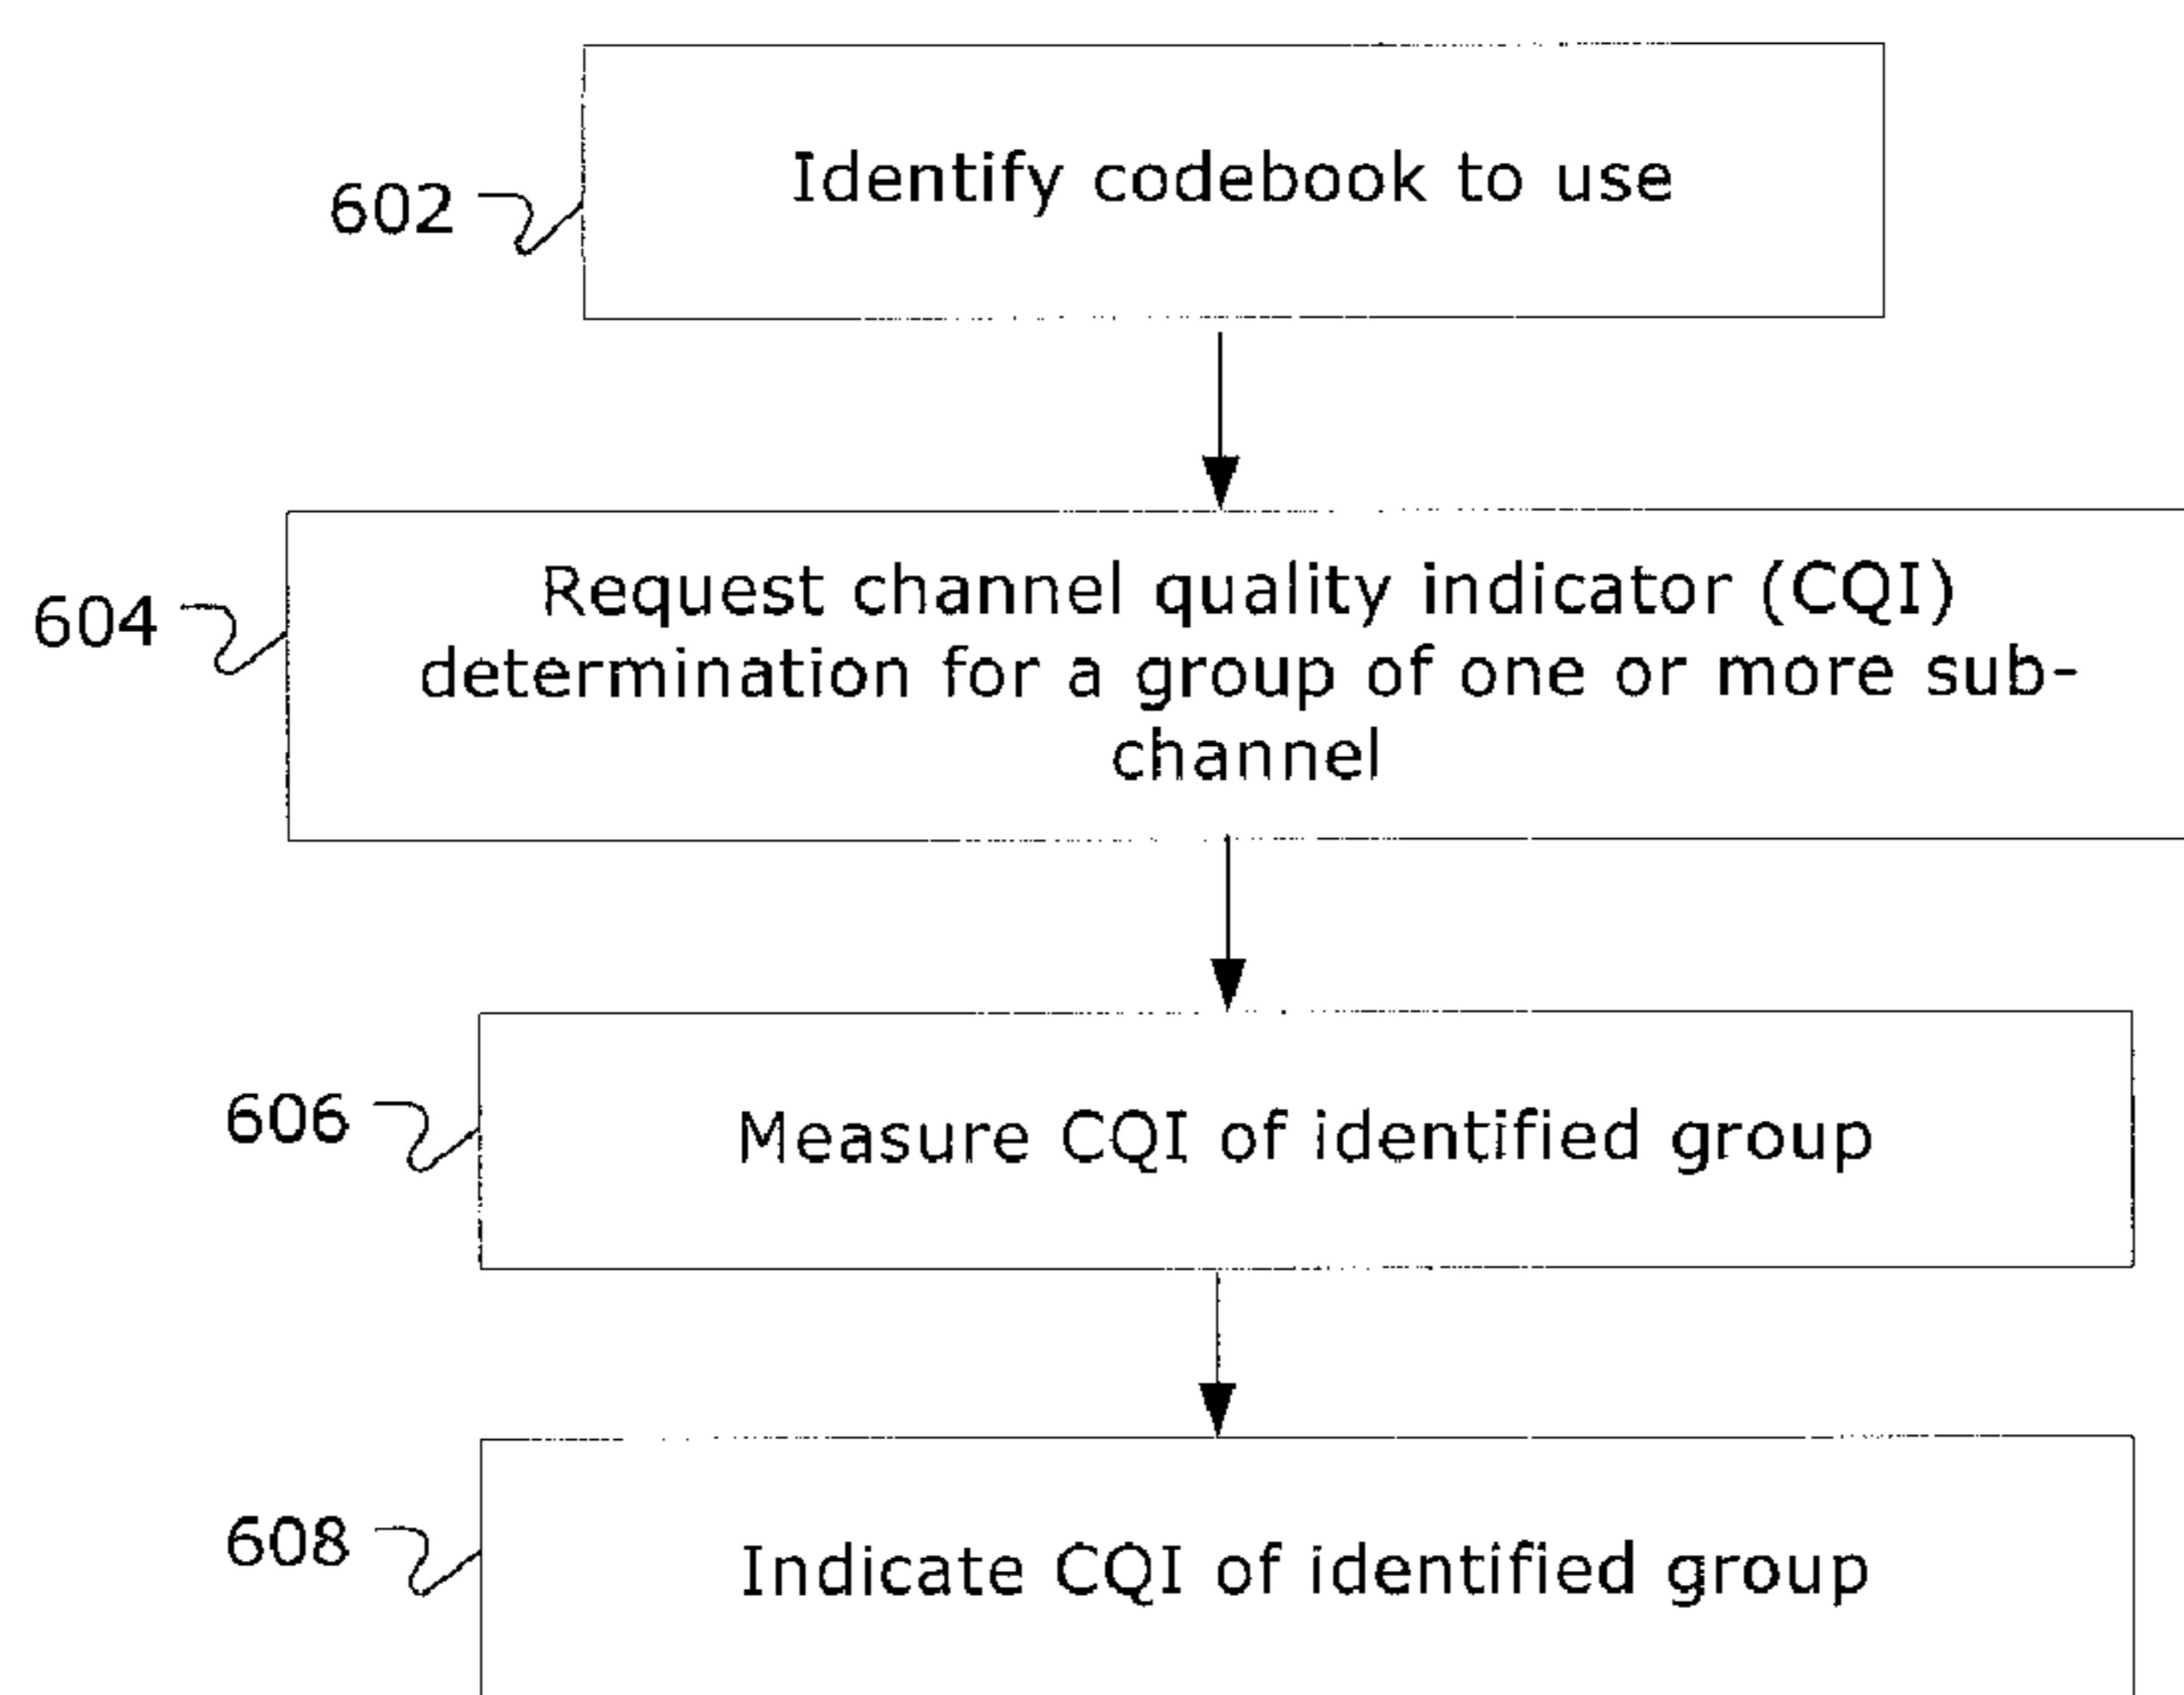 Identify codebook to use
602
Request channel quality indicator (CQI)
determination for a group of one or more sub-
channel
604
Measure CQI of identified group
606
Indicate CQI of identified group
608